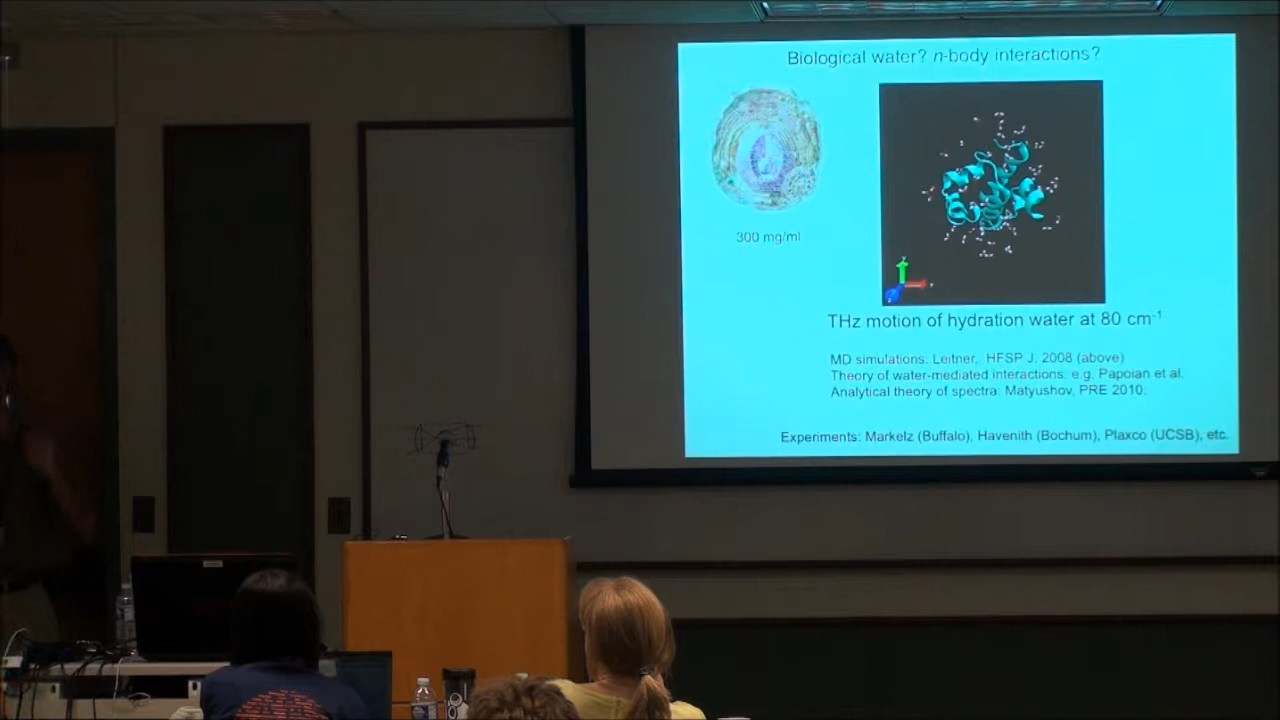 Biological water? n-body interactions?
300 mg/ml
THz motion of hydration water at 80 cm⁻¹
MD simulations: Leitner, HFSP J. 2008 (above)
Theory of water-mediated interactions: e.g. Papoian et al.
Analytical theory of spectra: Matyushov, PRE 2010.
Experiments: Markelz (Buffalo), Havenith (Bochum), Plaxco (UCSB), etc.